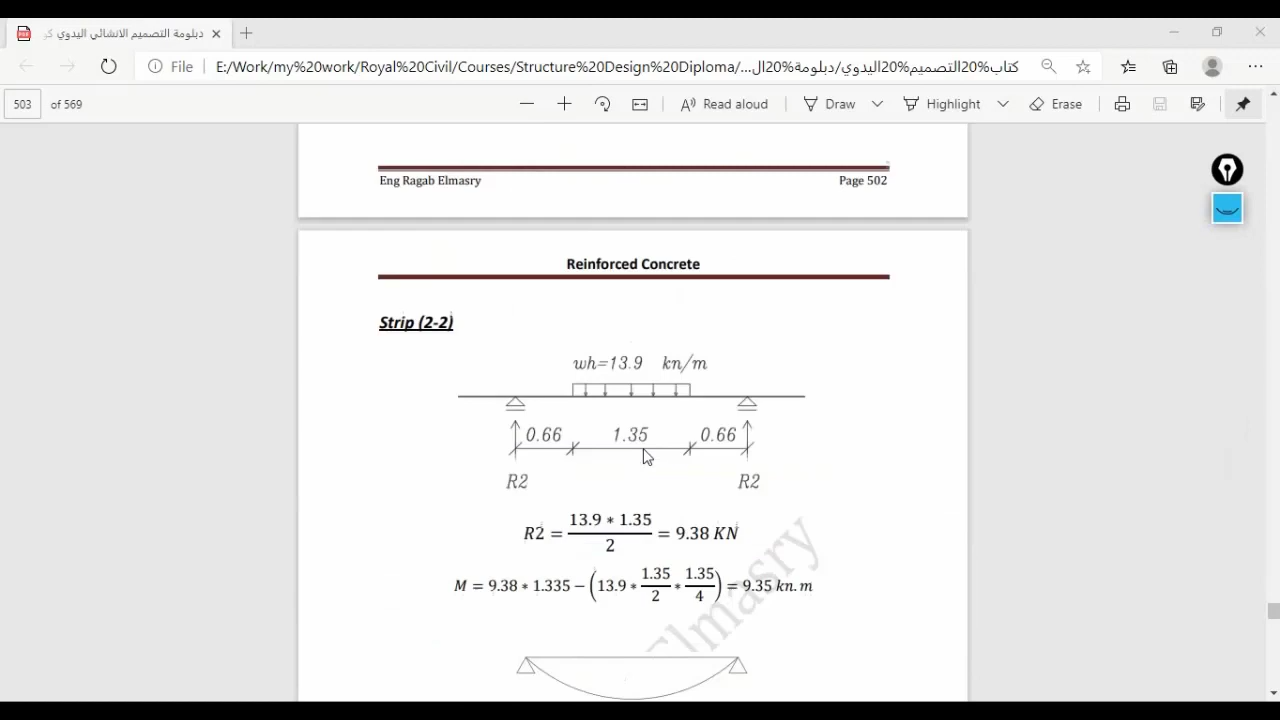 دبلومة التصميم الانشائي اليدوي ك
File E:/Work/my%20work/Royal%20Civil/Courses/Structure%20Design%20Diploma/...كتاب%20التصميم%20اليدوي/دبلومة%20ال
503 of 569 Read aloud Draw Highlight Erase
Eng Ragab Elmasry Page 502
Reinforced Concrete
Strip (2-2)
wh=13.9 kn/m
0.66 1.35 0.66
R2 R2
R2 = 13.9 * 1.35 / 2 = 9.38 KN
M = 9.38 * 1.335 − (13.9 * 1.35/2 * 1.35/4) = 9.35 kn.m
Elmasry